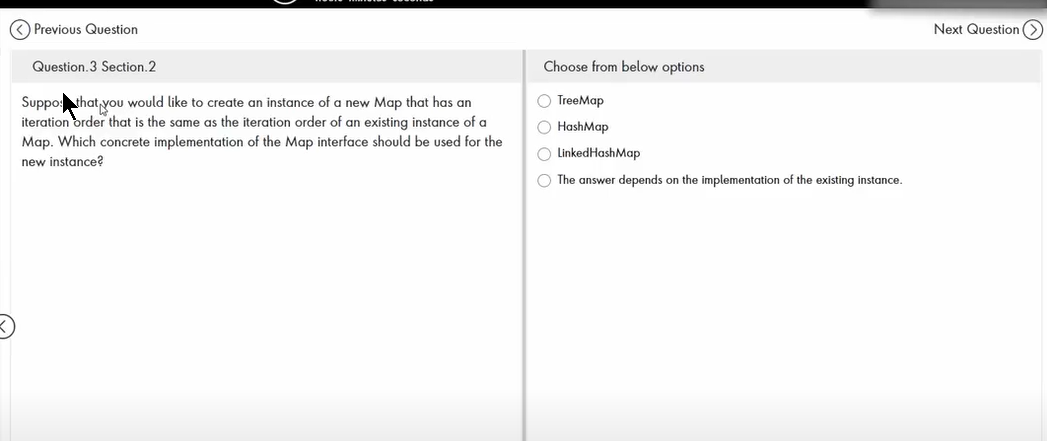 Previous Question
Next Question
Question.3 Section.2
Choose from below options
that you would like to create an instance of a new Map that has an
iteration order that is the same as the iteration order of an existing instance of a
Map. Which concrete implementation of the Map interface should be used for the
new instance?
TreeMap
HashMap
LinkedHashMap
The answer depends on the implementation of the existing instance.